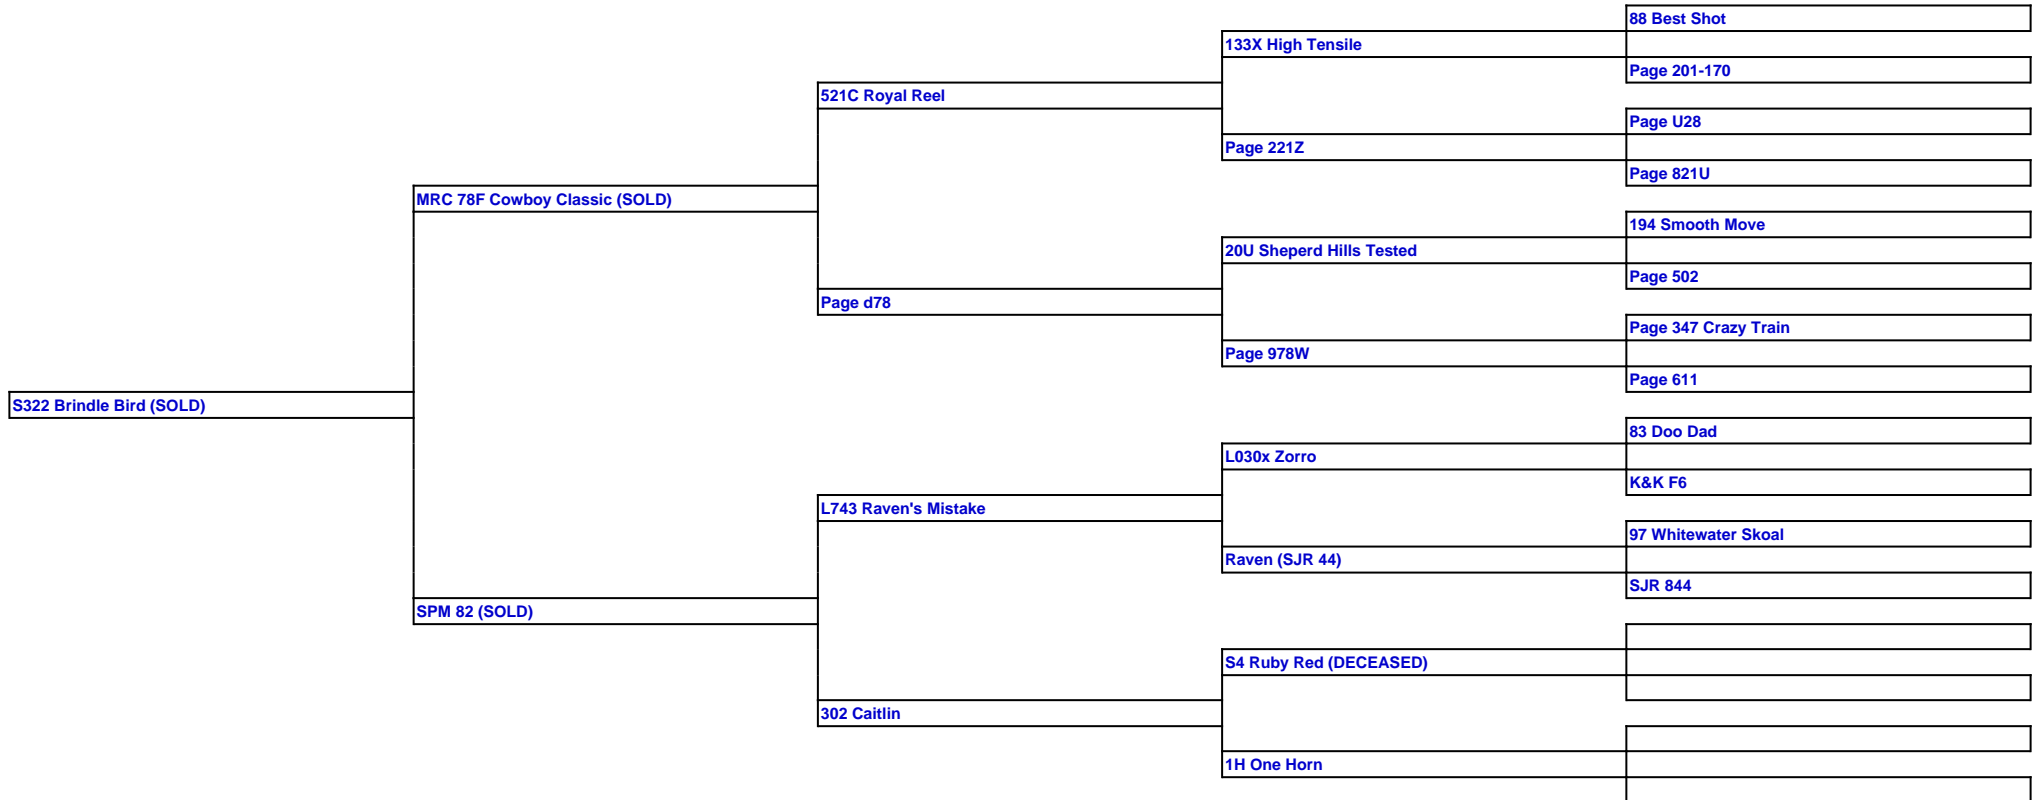 88 Best Shot
133X High Tensile
Page 201-170
521C Royal Reel
Page U28
Page 221Z
Page 821U
MRC 78F Cowboy Classic (SOLD)
194 Smooth Move
20U Sheperd Hills Tested
Page 502
Page d78
Page 347 Crazy Train
Page 978W
Page 611
S322 Brindle Bird (SOLD)
83 Doo Dad
L030x Zorro
K&K F6
L743 Raven's Mistake
97 Whitewater Skoal
Raven (SJR 44)
SJR 844
SPM 82 (SOLD)
S4 Ruby Red (DECEASED)
302 Caitlin
1H One Horn